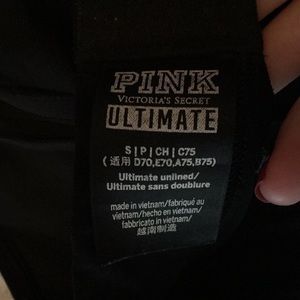 PINK
VICTORIA'S SECRET
ULTIMATE
S | P | CH | C75
( 适用 D70,E70,A75,B75)
Ultimate unlined/
Ultimate sans doublure
made in vietnam/fabriqué au
vietnam/hecho en vietnam/
fabbricato in vietnam/
越南制造